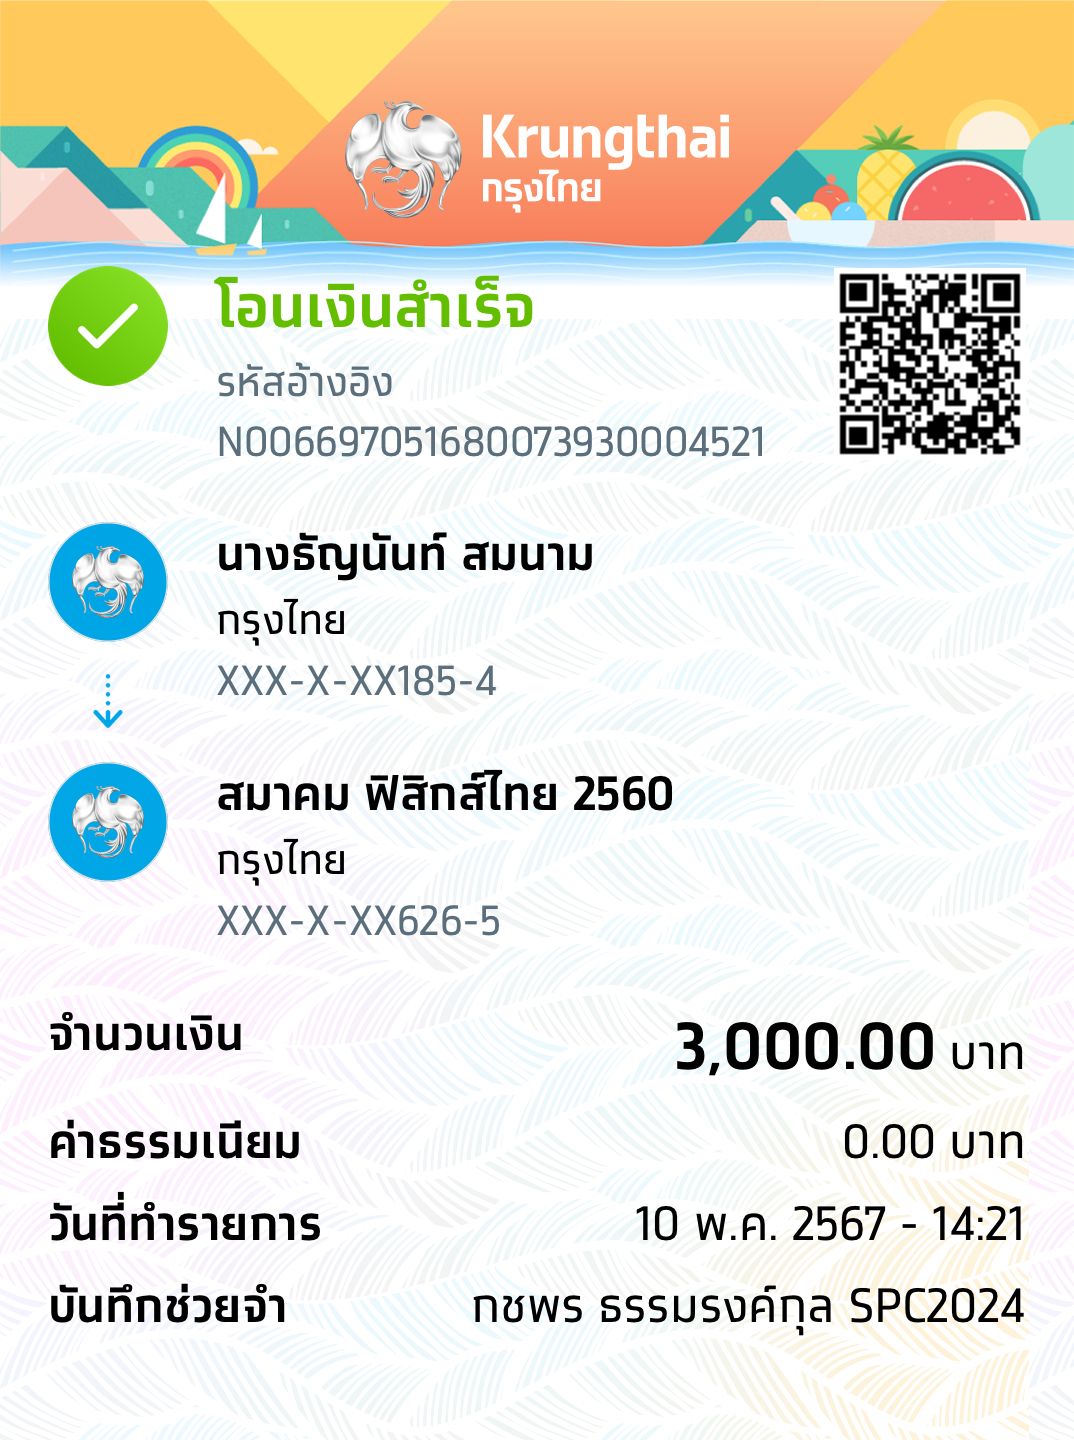 Krungthai
กรุงไทย
โอนเงินสำเร็จ
รหัสอ้างอิง
N00669705168007393​0004521
นางธัญนันท์ สมนาม
กรุงไทย
XXX-X-XX185-4
สมาคม ฟิสิกส์ไทย 2560
กรุงไทย
XXX-X-XX626-5
จำนวนเงิน 3,000.00 บาท
ค่าธรรมเนียม 0.00 บาท
วันที่ทำรายการ 10 พ.ค. 2567 - 14:21
บันทึกช่วยจำ กชพร ธรรมรงค์กุล SPC2024